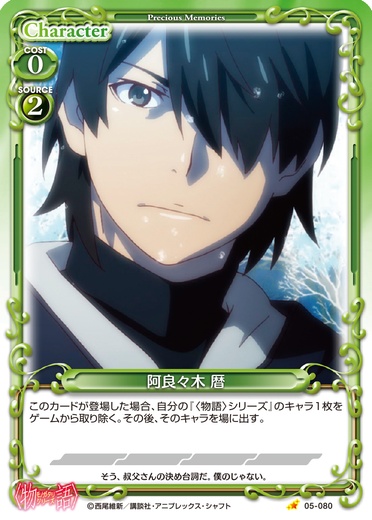 Precious Memories
Character
COST
0
SOURCE
2
阿良々木 暦
このカードが登場した場合、自分の『〈物語〉シリーズ』のキャラ1枚を
ゲームから取り除く。その後、そのキャラを場に出す。
そう、叔父さんの決め台詞だ。僕のじゃない。
〈物語〉
©西尾維新／講談社・アニプレックス・シャフト
05-080